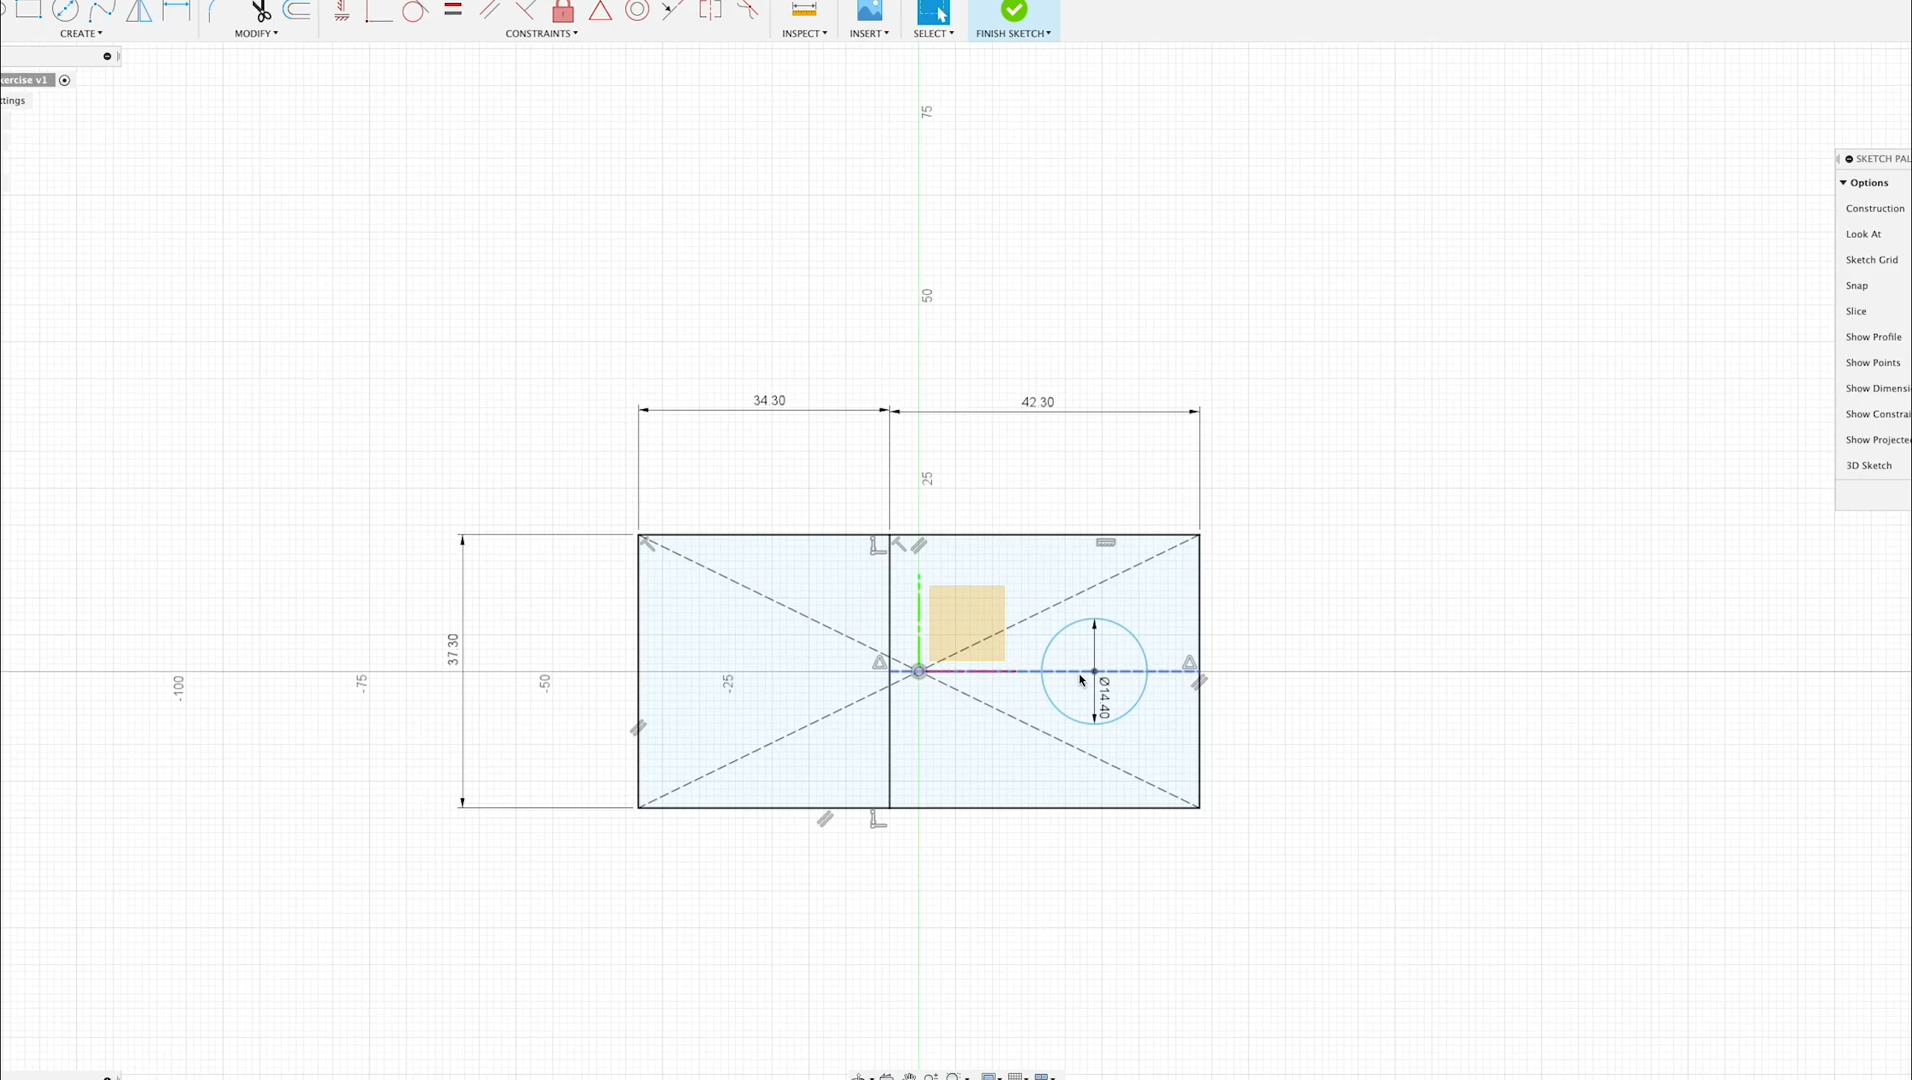 CREATE
MODIFY
CONSTRAINTS
INSPECT
INSERT
SELECT
FINISH SKETCH
ercise v1
ttings
SKETCH PAL
Options
Construction
Look At
Sketch Grid
Snap
Slice
Show Profile
Show Points
Show Dimensi
Show Constrai
Show Projecte
3D Sketch
75
50
25
34.30
42.30
37.30
Ø14.40
-100
-75
-50
-25